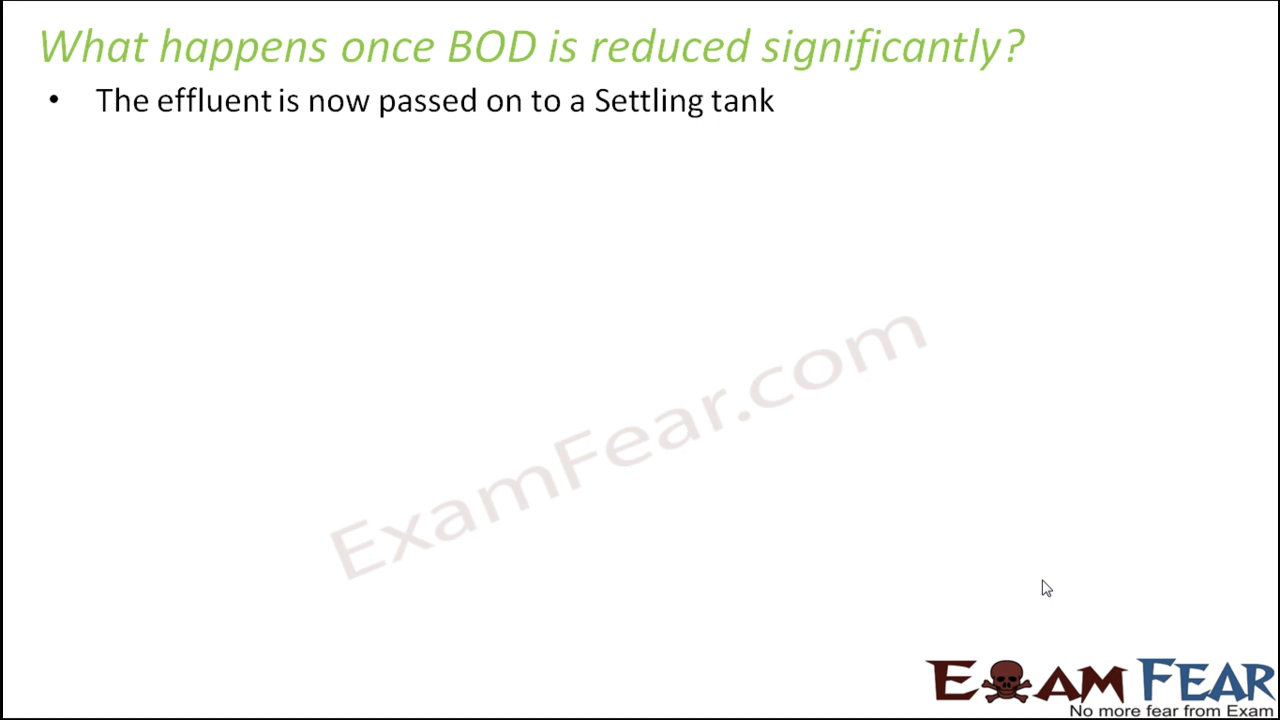 What happens once BOD is reduced significantly?
• The effluent is now passed on to a Settling tank
ExamFear.com
EXAM FEAR
No more fear from Exam